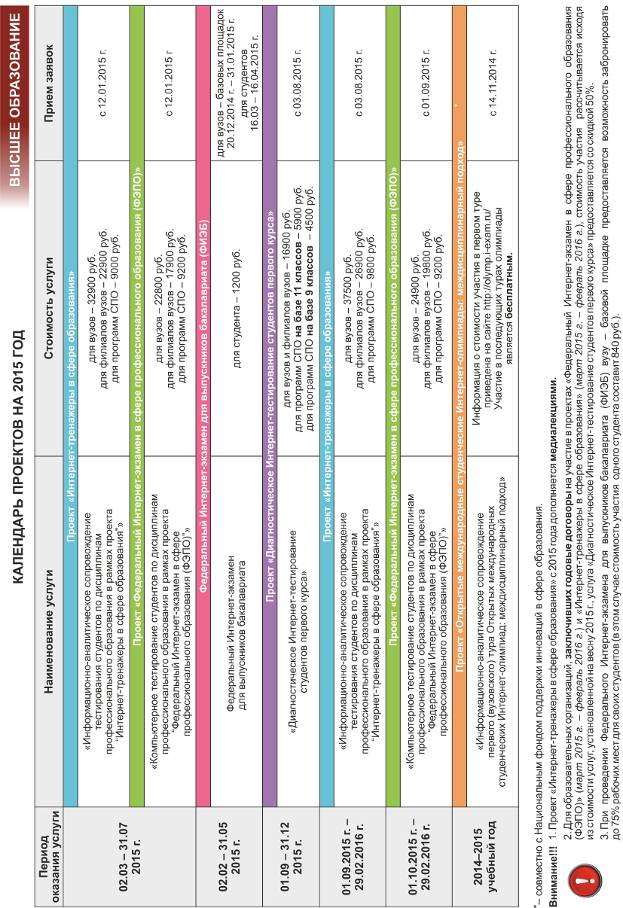 ВЫСШЕЕ ОБРАЗОВАНИЕ
КАЛЕНДАРЬ ПРОЕКТОВ НА 2015 ГОД
Период
оказания услуги
Наименование услуги
Стоимость услуги
Прием заявок
Проект «Интернет-тренажеры в сфере образования»
02.03 – 31.07
2015 г.
«Информационно-аналитическое сопровождение
тестирования студентов по дисциплинам
профессионального образования в рамках проекта
"Интернет-тренажеры в сфере образования"»
для вузов – 32900 руб.
для филиалов вузов – 22900 руб.
для программ СПО – 9000 руб.
с 12.01.2015 г.
Проект «Федеральный Интернет-экзамен в сфере профессионального образования (ФЭПО)»
«Компьютерное тестирование студентов по дисциплинам
профессионального образования в рамках проекта
"Федеральный Интернет-экзамен в сфере
профессионального образования (ФЭПО)"»
для вузов – 22800 руб.
для филиалов вузов – 17900 руб.
для программ СПО – 9200 руб.
с 12.01.2015 г
Федеральный Интернет-экзамен для выпускников бакалавриата (ФИЭБ)
02.02 – 31.05
2015 г.
Федеральный Интернет-экзамен
для выпускников бакалавриата
для студента – 1200 руб.
для вузов – базовых площадок
20.12.2014 г. – 31.01.2015 г.
для студентов
16.03 – 16.04.2015 г.
Проект «Диагностическое Интернет-тестирование студентов первого курса»
01.09 – 31.12
2015 г.
«Диагностическое Интернет-тестирование
студентов первого курса»
для вузов и филиалов вузов – 16900 руб.
для программ СПО на базе 11 классов – 5900 руб.
для программ СПО на базе 9 классов – 4500 руб.
с 03.08.2015 г.
Проект «Интернет-тренажеры в сфере образования»
01.09.2015 г. –
29.02.2016 г.
«Информационно-аналитическое сопровождение
тестирования студентов по дисциплинам
профессионального образования в рамках проекта
"Интернет-тренажеры в сфере образования"»
для вузов – 37500 руб.
для филиалов вузов – 26900 руб.
для программ СПО – 9800 руб.
с 03.08.2015 г.
Проект «Федеральный Интернет-экзамен в сфере профессионального образования (ФЭПО)»
01.10.2015 г. –
29.02.2016 г.
«Компьютерное тестирование студентов по дисциплинам
профессионального образования в рамках проекта
"Федеральный Интернет-экзамен в сфере
профессионального образования (ФЭПО)"»
для вузов – 24900 руб.
для филиалов вузов – 19800 руб.
для программ СПО – 9200 руб.
с 01.09.2015 г.
Проект «Открытые международные студенческие Интернет-олимпиады: междисциплинарный подход»*
2014–2015
учебный год
«Информационно-аналитическое сопровождение
первого (вузовского) тура Открытых международных
студенческих Интернет-олимпиад: междисциплинарный подход»
Информация о стоимости участия в первом туре
приведена на сайте http://olymp.i-exam.ru/
Участие в последующих турах олимпиады
является бесплатным.
с 14.11.2014 г.
*– совместно с Национальным фондом поддержки инноваций в сфере образования.
Внимание!!! 1. Проект «Интернет-тренажеры в сфере образования» с 2015 года дополняется медиалекциями.
2. Для образовательных организаций, заключивших годовые договоры на участие в проектах «Федеральный Интернет-экзамен в сфере профессионального образования
(ФЭПО)» (март 2015 г. – февраль 2016 г.) и «Интернет-тренажеры в сфере образования» (март 2015 г. – февраль 2016 г.), стоимость участия рассчитывается исходя
из стоимости услуг, установленной на весну 2015 г., услуга «Диагностическое Интернет-тестирование студентов первого курса» предоставляется со скидкой 50%.
3. При проведении Федерального Интернет-экзамена для выпускников бакалавриата (ФИЭБ) вузу – базовой площадке предоставляется возможность забронировать
до 75% рабочих мест для своих студентов (в этом случае стоимость участия одного студента составит 840 руб.).
!